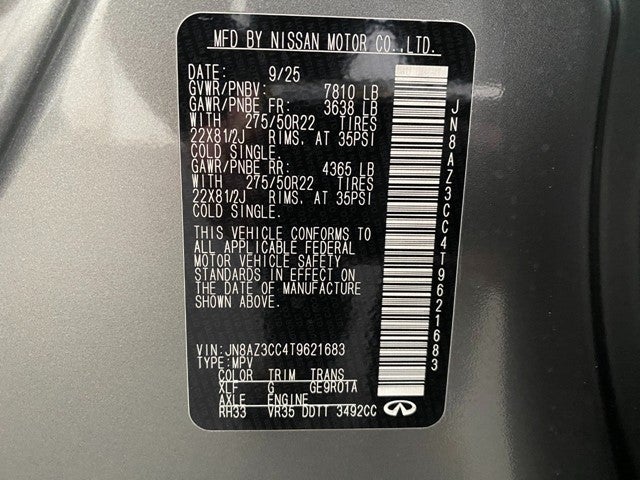 MFD BY NISSAN MOTOR CO.,LTD.
DATE: 9/25
GVWR/PNBV: 7810 LB
GAWR/PNBE FR: 3638 LB
WITH 275/50R22 TIRES
22X81/2J RIMS, AT 35PSI
COLD SINGLE.
GAWR/PNBE RR: 4365 LB
WITH 275/50R22 TIRES
22X81/2J RIMS, AT 35PSI
COLD SINGLE.
THIS VEHICLE CONFORMS TO
ALL APPLICABLE FEDERAL
MOTOR VEHICLE SAFETY
STANDARDS IN EFFECT ON
THE DATE OF MANUFACTURE
SHOWN ABOVE.
VIN: JN8AZ3CC4T9621683
TYPE: MPV
COLOR TRIM TRANS
XLF G GE9R01A
AXLE ENGINE
RH33 VR35 DDTT 3492CC
JN8AZ3CC4T9621683